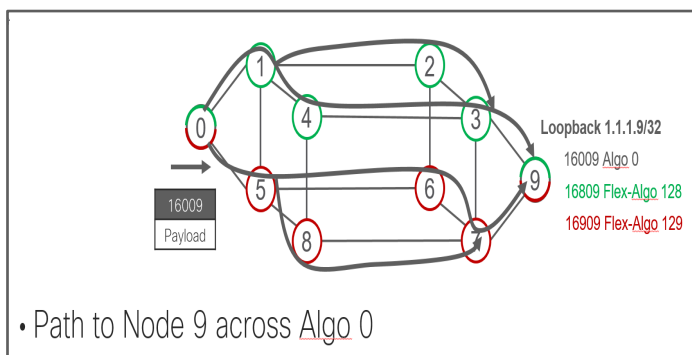 1
2
4
3
0
Loopback 1.1.1.9/32
16009 Algo 0
9
5
6
16809 Flex-Algo 128
16009
8
16909 Flex-Algo 129
Payload
• Path to Node 9 across Algo 0